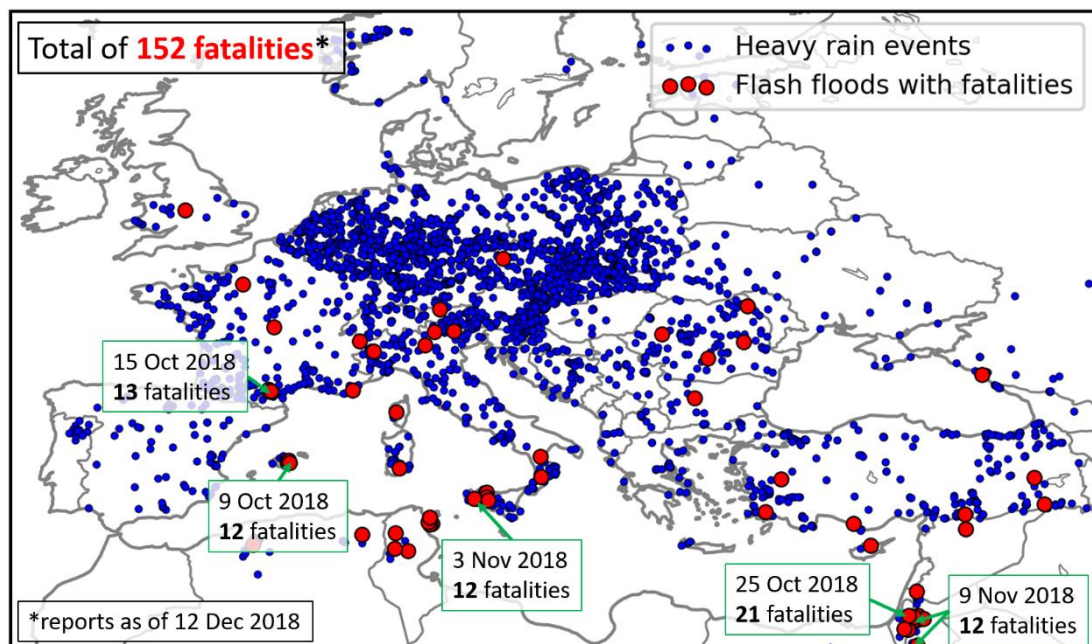 Total of 152 fatalities*
Heavy rain events
Flash floods with fatalities
15 Oct 2018
13 fatalities
9 Oct 2018
12 fatalities
3 Nov 2018
12 fatalities
25 Oct 2018
21 fatalities
9 Nov 2018
12 fatalities
*reports as of 12 Dec 2018